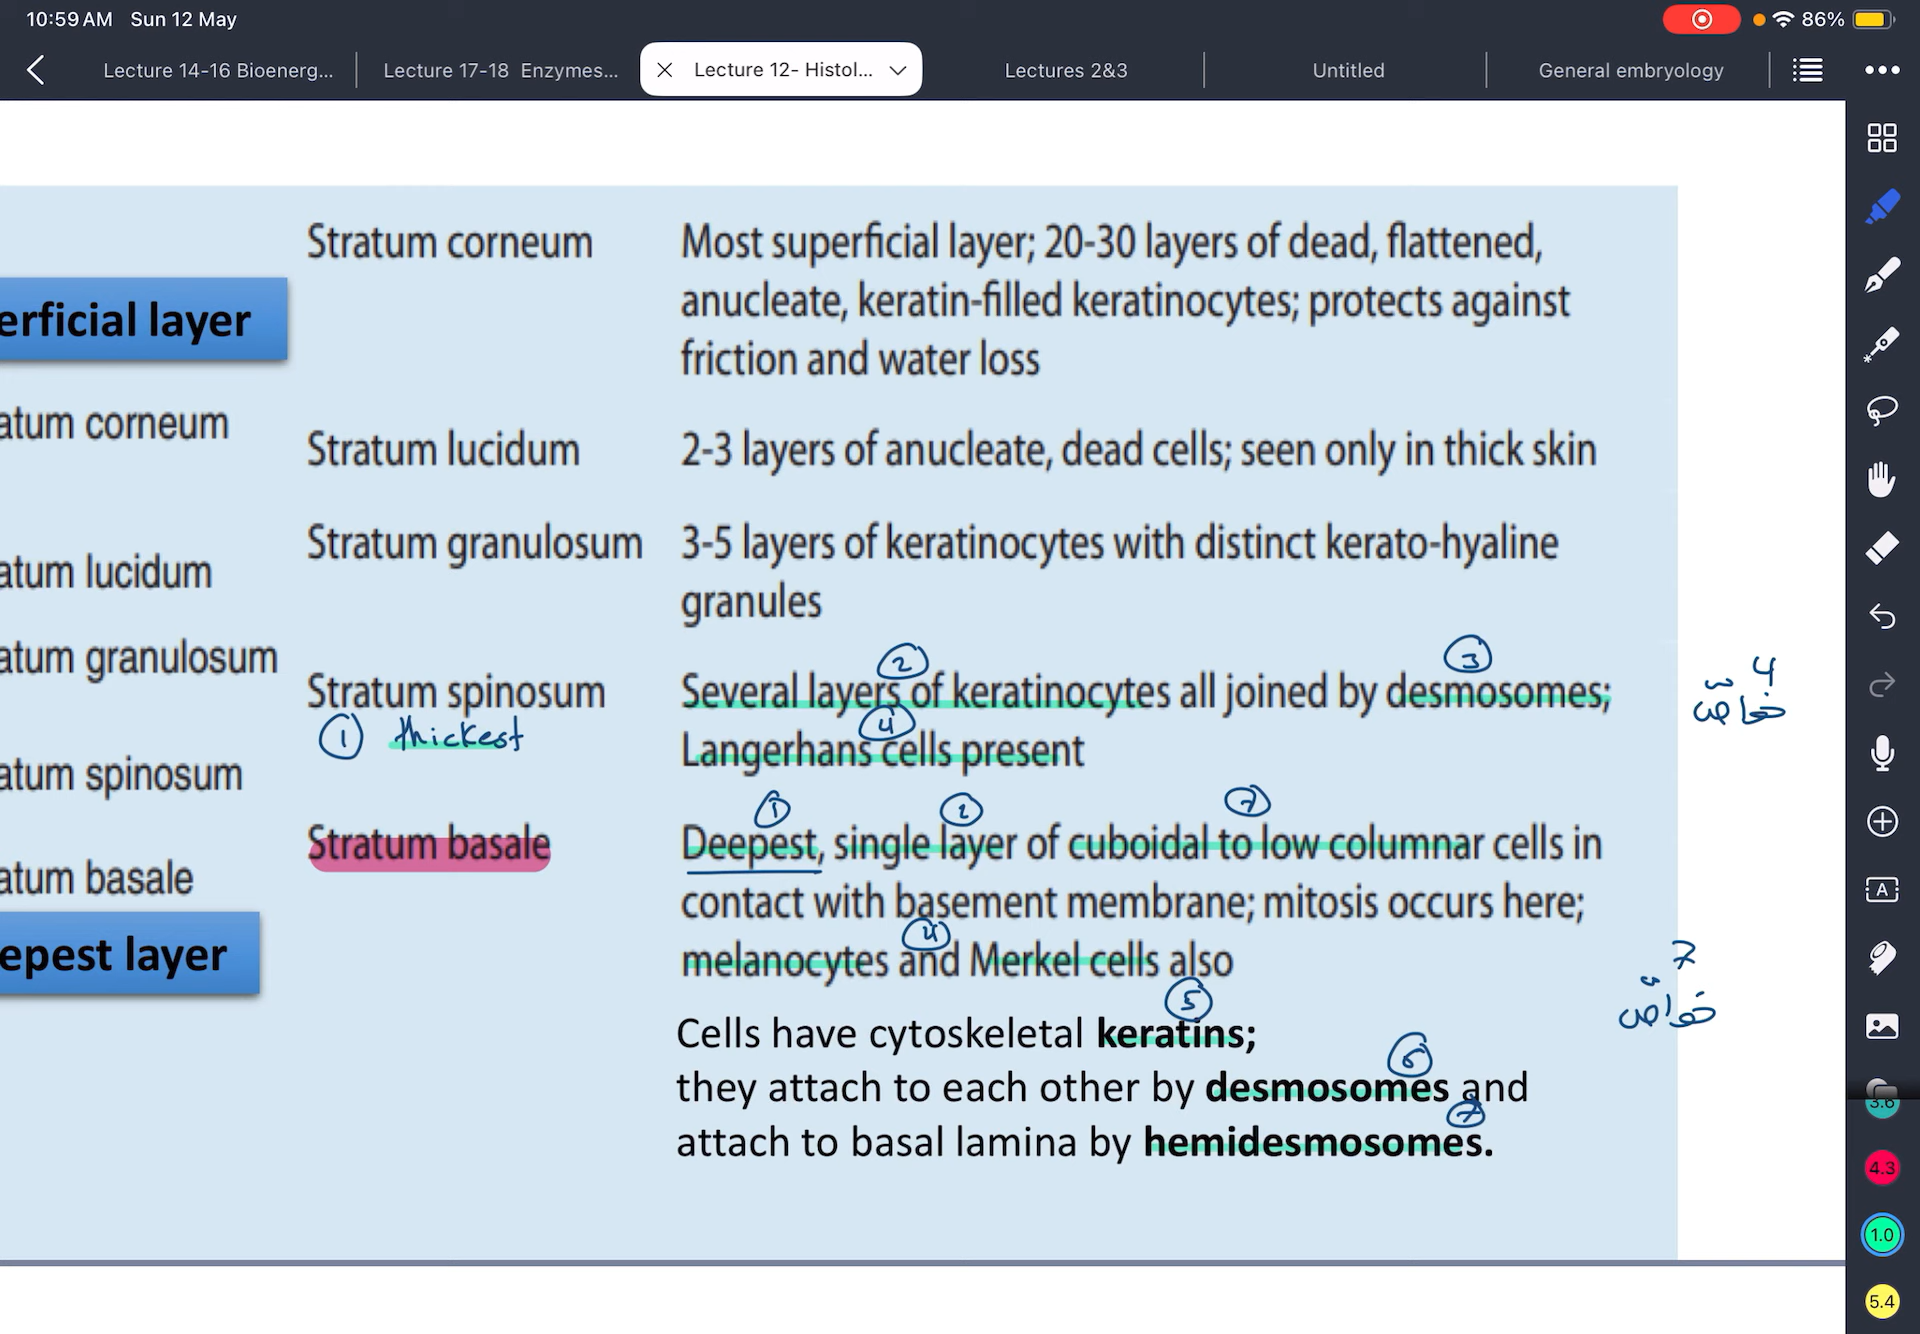 10:59 AM Sun 12 May
86%
Lecture 14-16 Bioenerg...
Lecture 17-18 Enzymes...
Lecture 12- Histol...
Lectures 2&3
Untitled
General embryology
erficial layer
atum corneum
atum lucidum
atum granulosum
atum spinosum
atum basale
epest layer
Stratum corneum
Most superficial layer; 20-30 layers of dead, flattened,
anucleate, keratin-filled keratinocytes; protects against
friction and water loss
Stratum lucidum
2-3 layers of anucleate, dead cells; seen only in thick skin
Stratum granulosum
3-5 layers of keratinocytes with distinct kerato-hyaline
granules
2
3
Stratum spinosum
Several layers of keratinocytes all joined by desmosomes;
1 thickest
4
Langerhans cells present
4
خواص
1
2
Stratum basale
Deepest, single layer of cuboidal to low columnar cells in
contact with basement membrane; mitosis occurs here;
4
melanocytes and Merkel cells also
7
خواص
5
Cells have cytoskeletal keratins;
6
they attach to each other by desmosomes and
7
attach to basal lamina by hemidesmosomes.
A
3.6
4.3
1.0
5.4